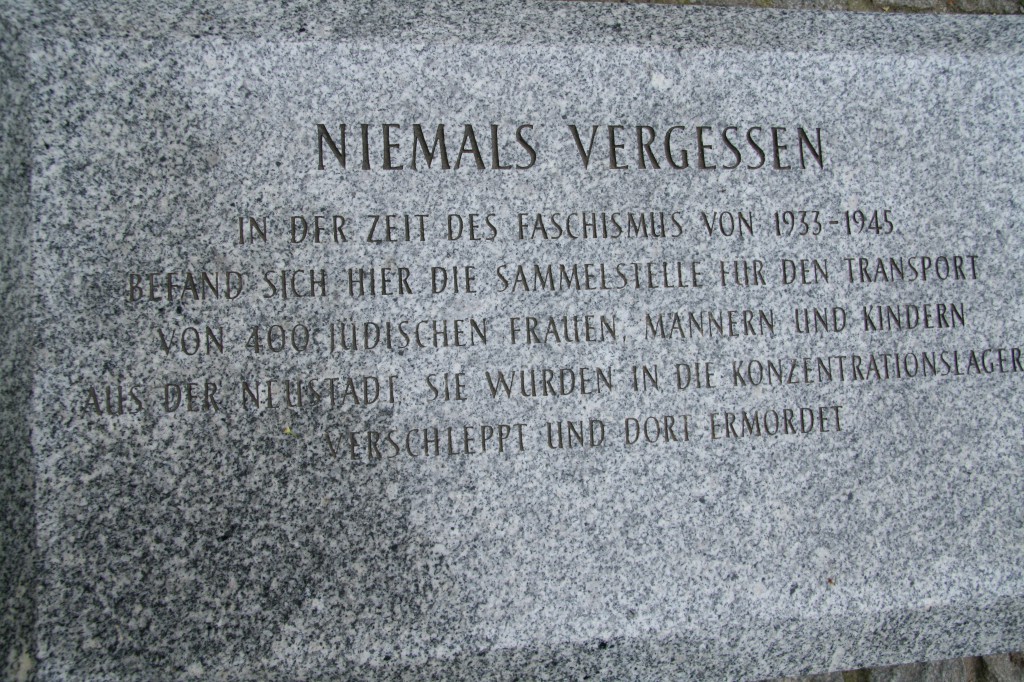 NIEMALS VERGESSEN
IN DER ZEIT DES FASCHISMUS VON 1933-1945
BEFAND SICH HIER DIE SAMMELSTELLE FÜR DEN TRANSPORT
VON 400 JÜDISCHEN FRAUEN, MÄNNERN UND KINDERN
AUS DER NEUSTADT. SIE WURDEN IN DIE KONZENTRATIONSLAGER
VERSCHLEPPT UND DORT ERMORDET